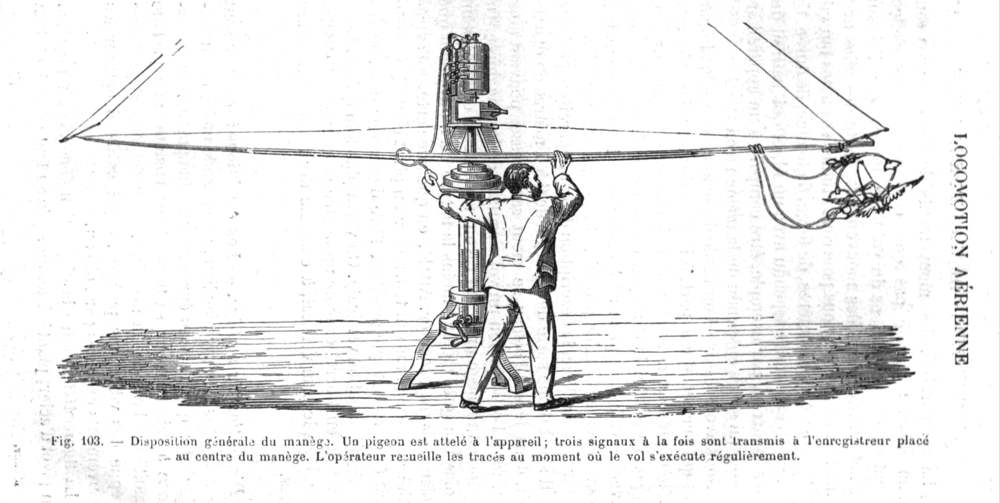 LOCOMOTION AÉRIENNE
Fig. 103. — Disposition générale du manège. Un pigeon est attelé à l'appareil; trois signaux à la fois sont transmis à l'enregistreur placé
au centre du manège. L'opérateur recueille les tracés au moment où le vol s'exécute régulièrement.